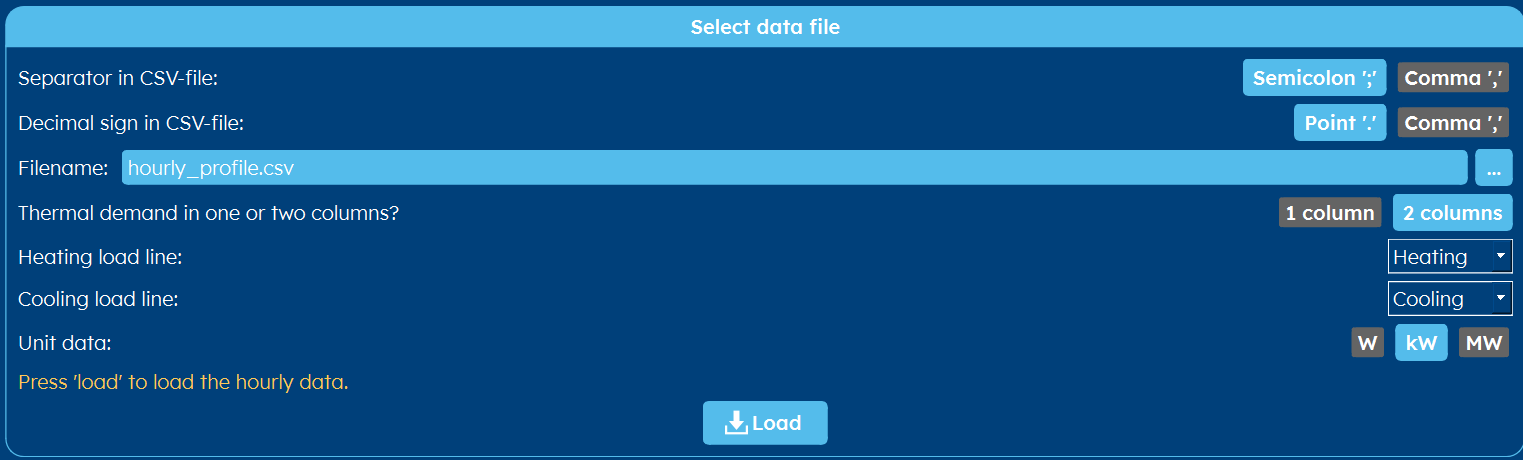 Select data file
Separator in CSV-file: Semicolon ';' Comma ','
Decimal sign in CSV-file: Point '.' Comma ','
Filename: hourly_profile.csv ...
Thermal demand in one or two columns? 1 column 2 columns
Heating load line: Heating
Cooling load line: Cooling
Unit data: W kW MW
Press 'load' to load the hourly data.
Load